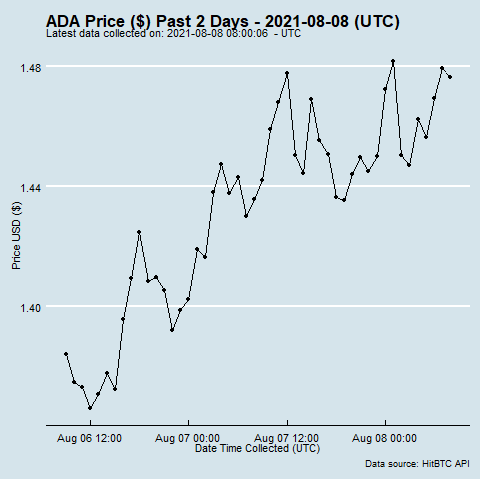 ADA Price ($) Past 2 Days - 2021-08-08 (UTC)
Latest data collected on: 2021-08-08 08:00:06  - UTC
1.48
1.44
1.40
Price USD ($)
Aug 06 12:00
Aug 07 00:00
Aug 07 12:00
Aug 08 00:00
Date Time Collected (UTC)
Data source: HitBTC API